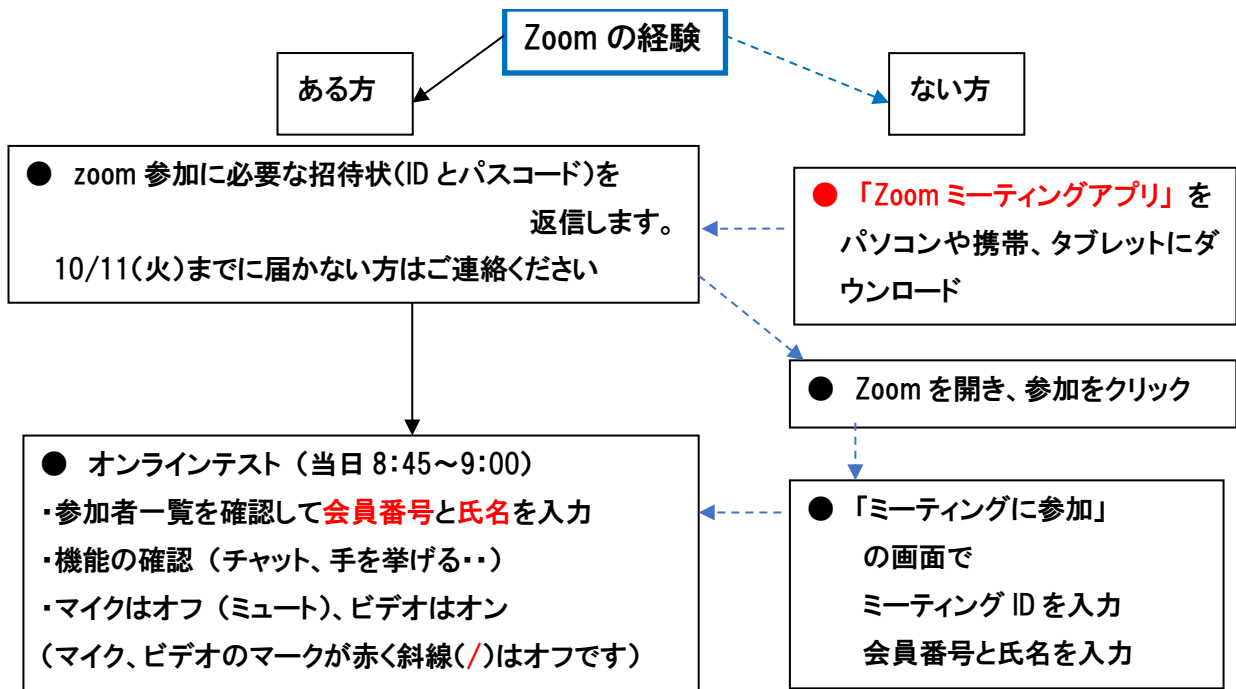 Zoom の経験
ある方
ない方
● zoom 参加に必要な招待状(ID とパスコード)を
返信します。
10/11(火)までに届かない方はご連絡ください
● 「Zoom ミーティングアプリ」 を
パソコンや携帯、タブレットにダ
ウンロード
● Zoom を開き、参加をクリック
● 「ミーティングに参加」
の画面で
ミーティング ID を入力
会員番号と氏名を入力
● オンラインテスト (当日 8:45~9:00)
・参加者一覧を確認して会員番号と氏名を入力
・機能の確認 (チャット、手を挙げる・・)
・マイクはオフ (ミュート)、ビデオはオン
(マイク、ビデオのマークが赤く斜線(/)はオフです)